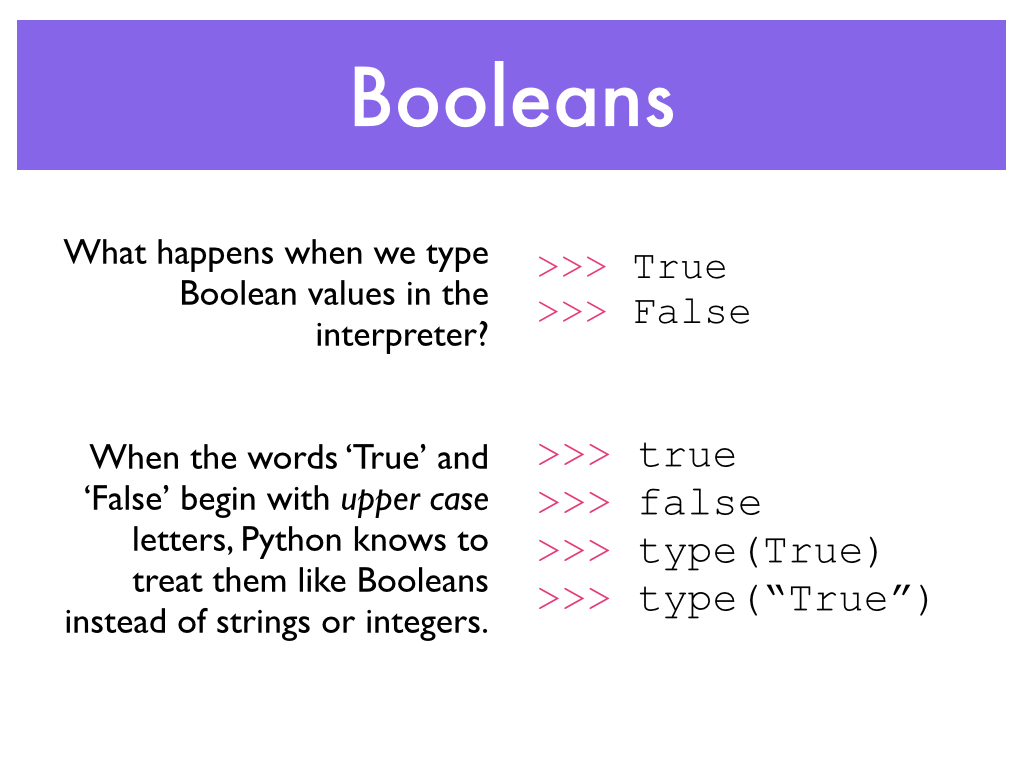 Booleans
What happens when we type
Boolean values in the
interpreter?
>>> True
>>> False
When the words ‘True’ and
‘False’ begin with upper case
letters, Python knows to
treat them like Booleans
instead of strings or integers.
>>> true
>>> false
>>> type(True)
>>> type(“True”)